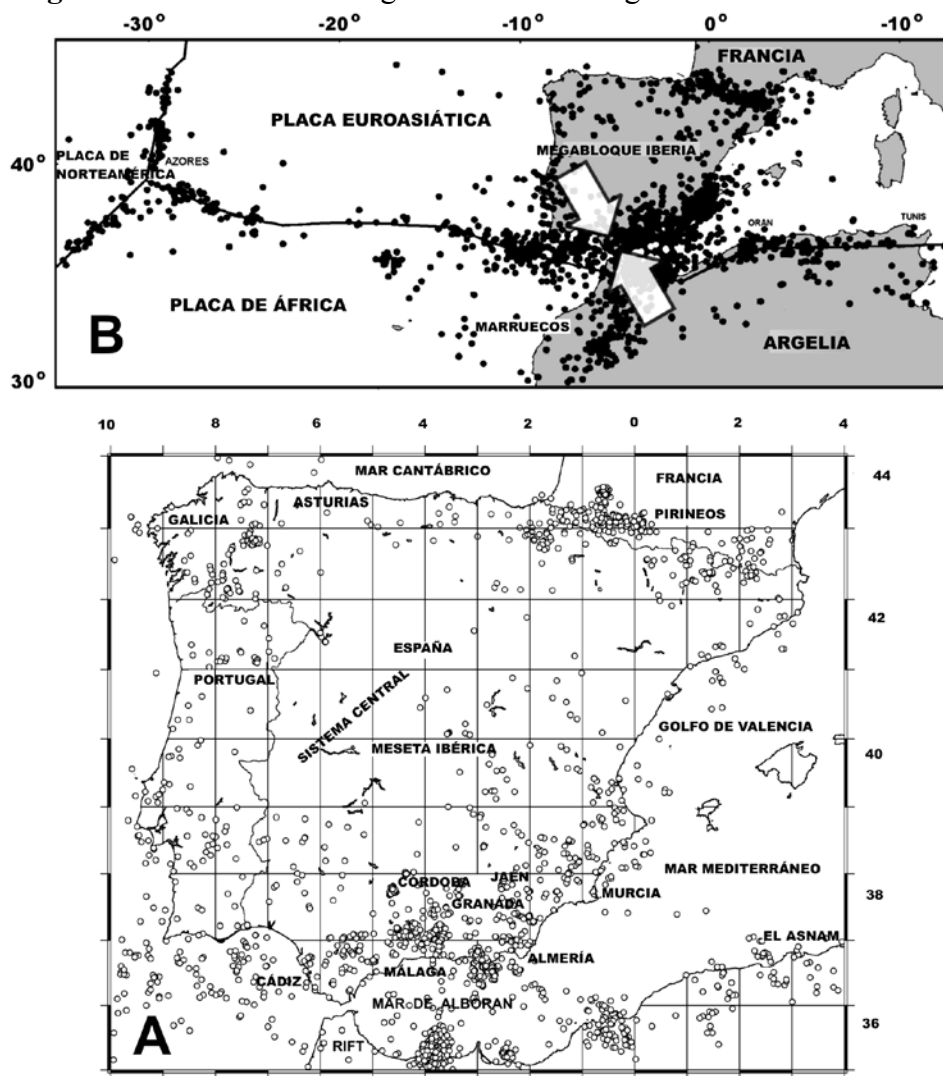 -30° -20° -10° 0° -10°
FRANCIA
PLACA EUROASIÁTICA
MEGABLOQUE IBERIA
40°
PLACA DE
NORTEAMÉRICA
AZORES
ORAN
TUNIS
PLACA DE ÁFRICA
MARRUECOS
B
ARGELIA
30°
10 8 6 4 2 0 2 4
44
MAR CANTÁBRICO
FRANCIA
ASTURIAS
GALICIA
PIRINEOS
42
ESPAÑA
PORTUGAL
SISTEMA CENTRAL
GOLFO DE VALENCIA
MESETA IBÉRICA
40
MAR MEDITERRÁNEO
CÓRDOBA
JAÉN
38
GRANADA
MURCIA
EL ASNAM
ALMERÍA
MÁLAGA
CÁDIZ
MAR DE ALBORAN
36
A
RIFT